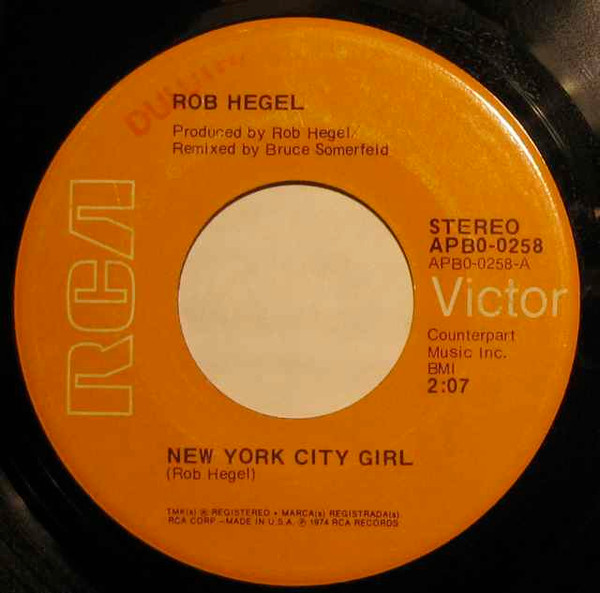 ROB HEGEL
Produced by Rob Hegel
Remixed by Bruce Somerfeld
RCA
STEREO
APBO-0258
APBO-0258-A
Victor
Counterpart
Music Inc.
BMI
2:07
NEW YORK CITY GIRL
(Rob Hegel)
TMK(s) ® REGISTERED • MARCA(s) REGISTRADA(s)
RCA CORP.–MADE IN U.S.A. ℗ 1974 RCA RECORDS